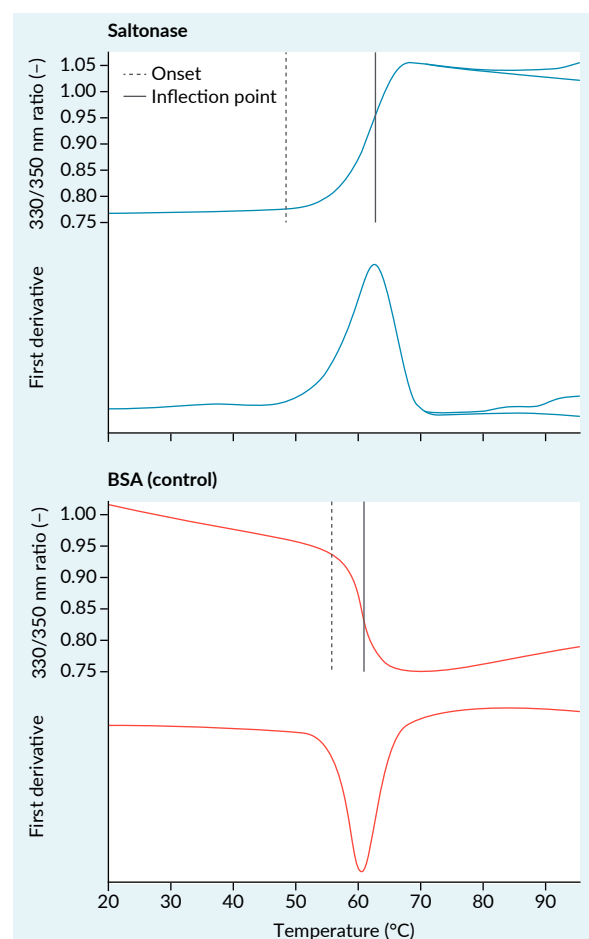 Saltonase
330/350 nm ratio (–)
1.05
1.00
0.95
0.90
0.85
0.80
0.75
Onset
Inflection point
First derivative
BSA (control)
330/350 nm ratio (–)
1.00
0.95
0.90
0.85
0.80
0.75
First derivative
20 30 40 50 60 70 80 90
Temperature (°C)